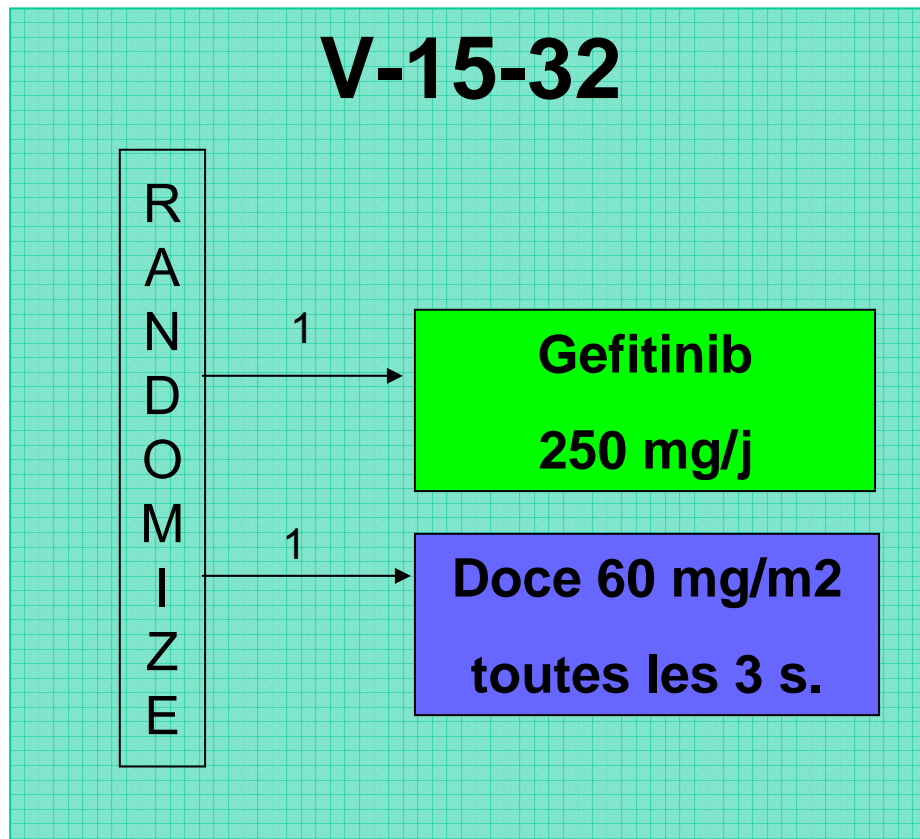 V-15-32
R
A
N
D
O
M
I
Z
E
1
Gefitinib
250 mg/j
1
Doce 60 mg/m2
toutes les 3 s.